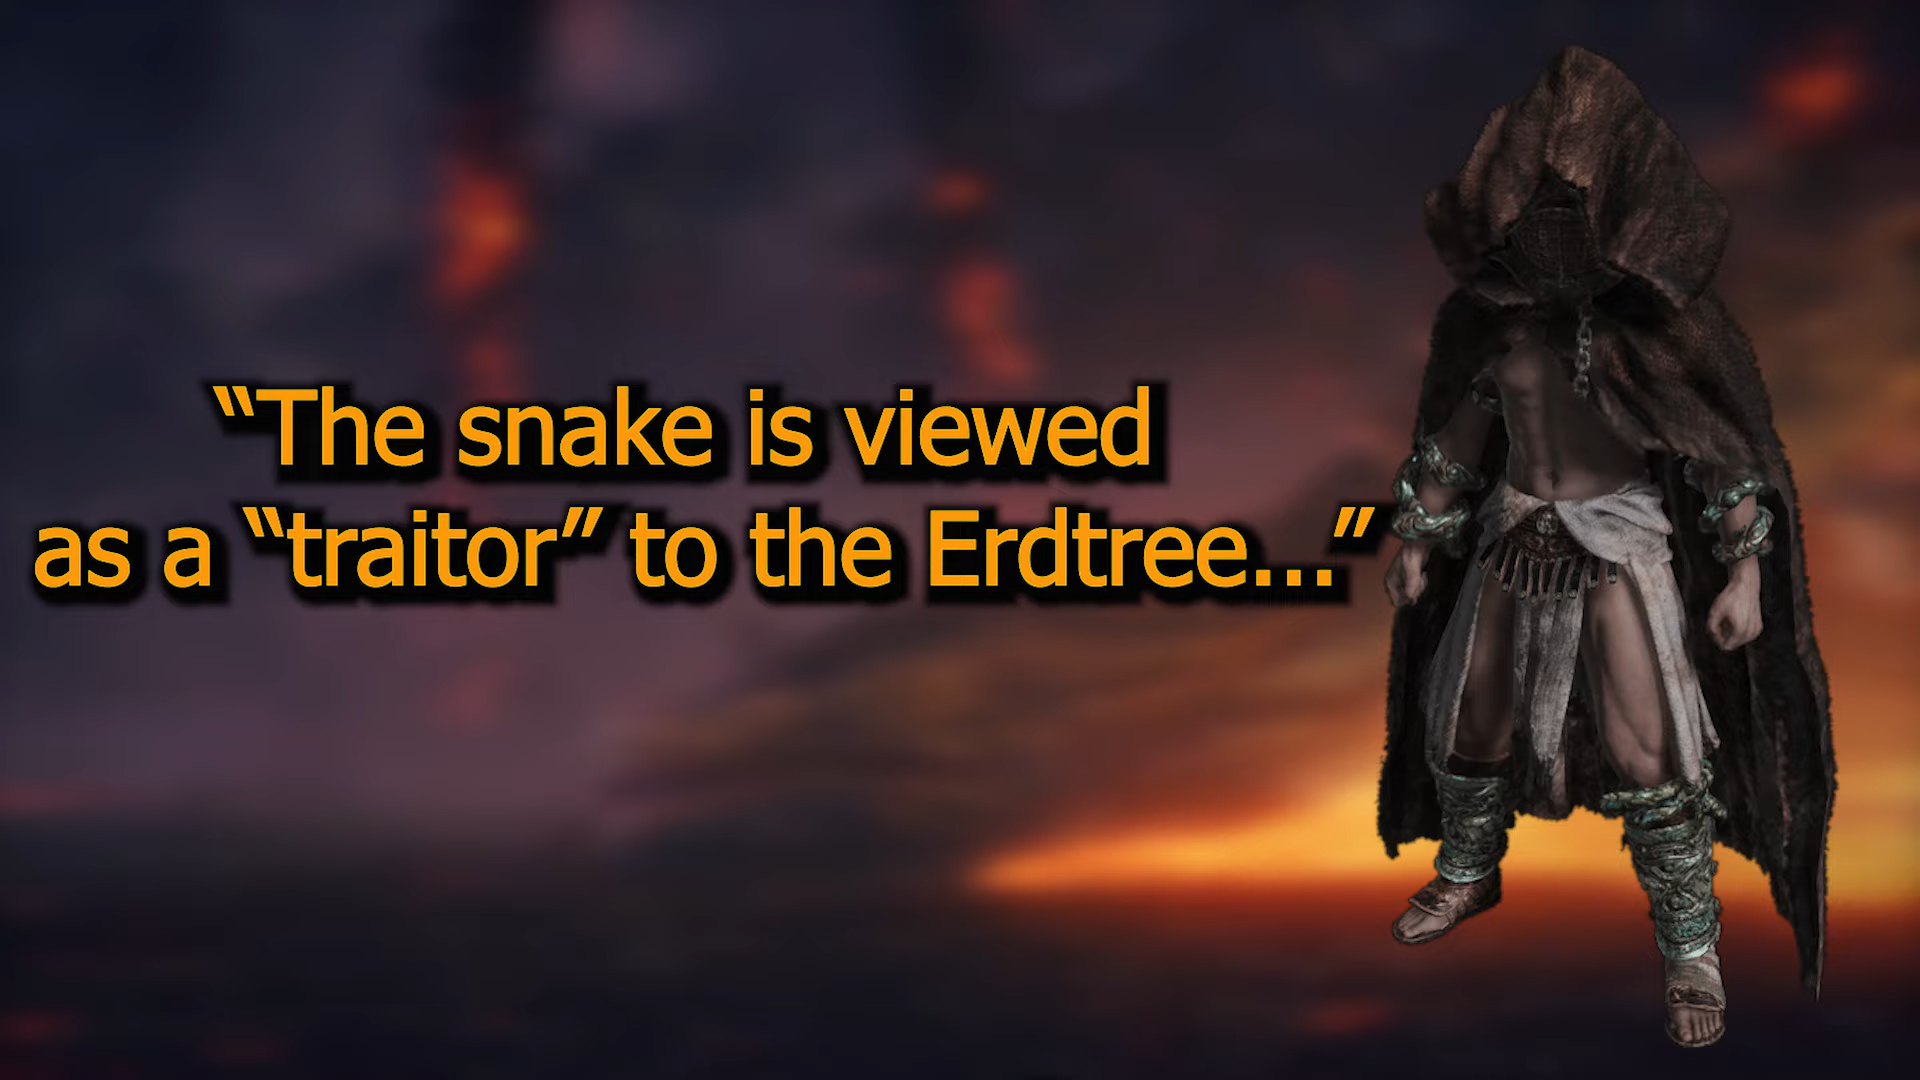 “The snake is viewed
as a “traitor” to the Erdtree...”